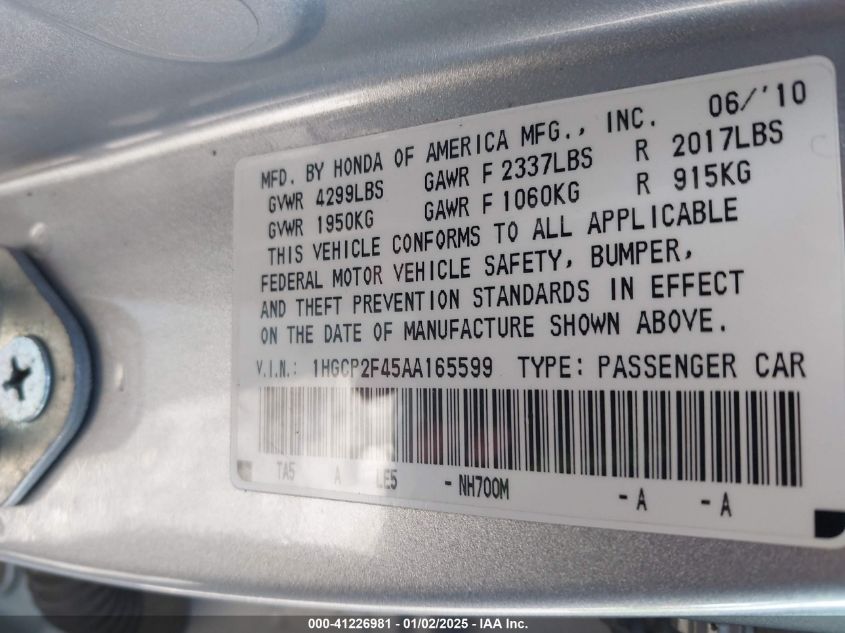 06/'10
MFD. BY HONDA OF AMERICA MFG., INC.
GVWR 4299LBS GAWR F 2337LBS R 2017LBS
GVWR 1950KG GAWR F 1060KG R 915KG
THIS VEHICLE CONFORMS TO ALL APPLICABLE
FEDERAL MOTOR VEHICLE SAFETY, BUMPER,
AND THEFT PREVENTION STANDARDS IN EFFECT
ON THE DATE OF MANUFACTURE SHOWN ABOVE.
V.I.N.: 1HGCP2F45AA165599 TYPE: PASSENGER CAR
TA5 A LE5 -NH700M -A -A
000-41226981 - 01/02/2025 - IAA Inc.